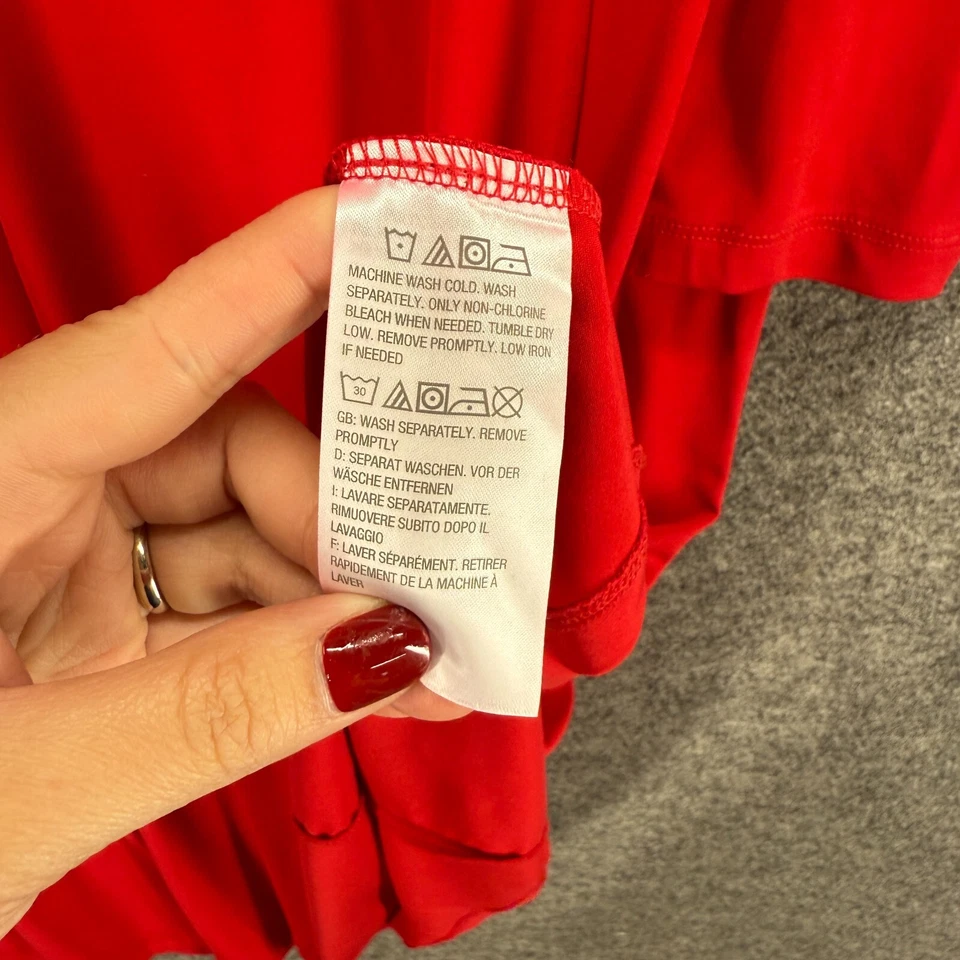 MACHINE WASH COLD. WASH
SEPARATELY. ONLY NON-CHLORINE
BLEACH WHEN NEEDED. TUMBLE DRY
LOW. REMOVE PROMPTLY. LOW IRON
IF NEEDED
30
GB: WASH SEPARATELY. REMOVE
PROMPTLY
D: SEPARAT WASCHEN. VOR DER
WÄSCHE ENTFERNEN
I: LAVARE SEPARATAMENTE.
RIMUOVERE SUBITO DOPO IL
LAVAGGIO
F: LAVER SÉPARÉMENT. RETIRER
RAPIDEMENT DE LA MACHINE À
LAVER